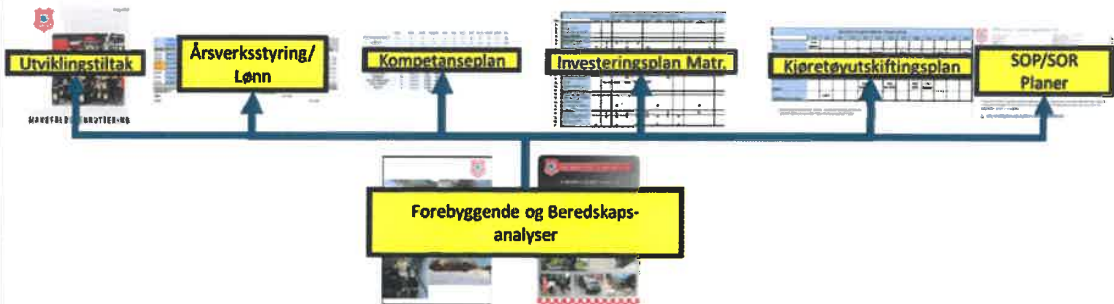 Utviklingstiltak
Årsverksstyring/
Lønn
Kompetanseplan
Investeringsplan Matr.
Kjøretøyutskiftingsplan
SOP/SOR
Planer
Forebyggende og Beredskaps-
analyser